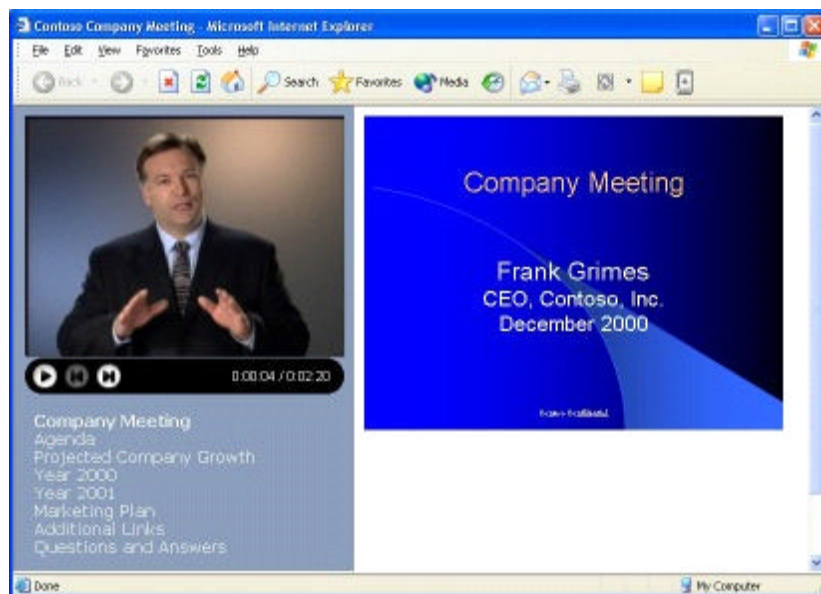 Contoso Company Meeting - Microsoft Internet Explorer
File Edit View Favorites Tools Help
Back Search Favorites Media
Company Meeting
Frank Grimes
CEO, Contoso, Inc.
December 2000
Confidential
0:00:04 / 0:02:20
Company Meeting
Agenda
Projected Company Growth
Year 2000
Year 2001
Marketing Plan
Additional Links
Questions and Answers
Done My Computer